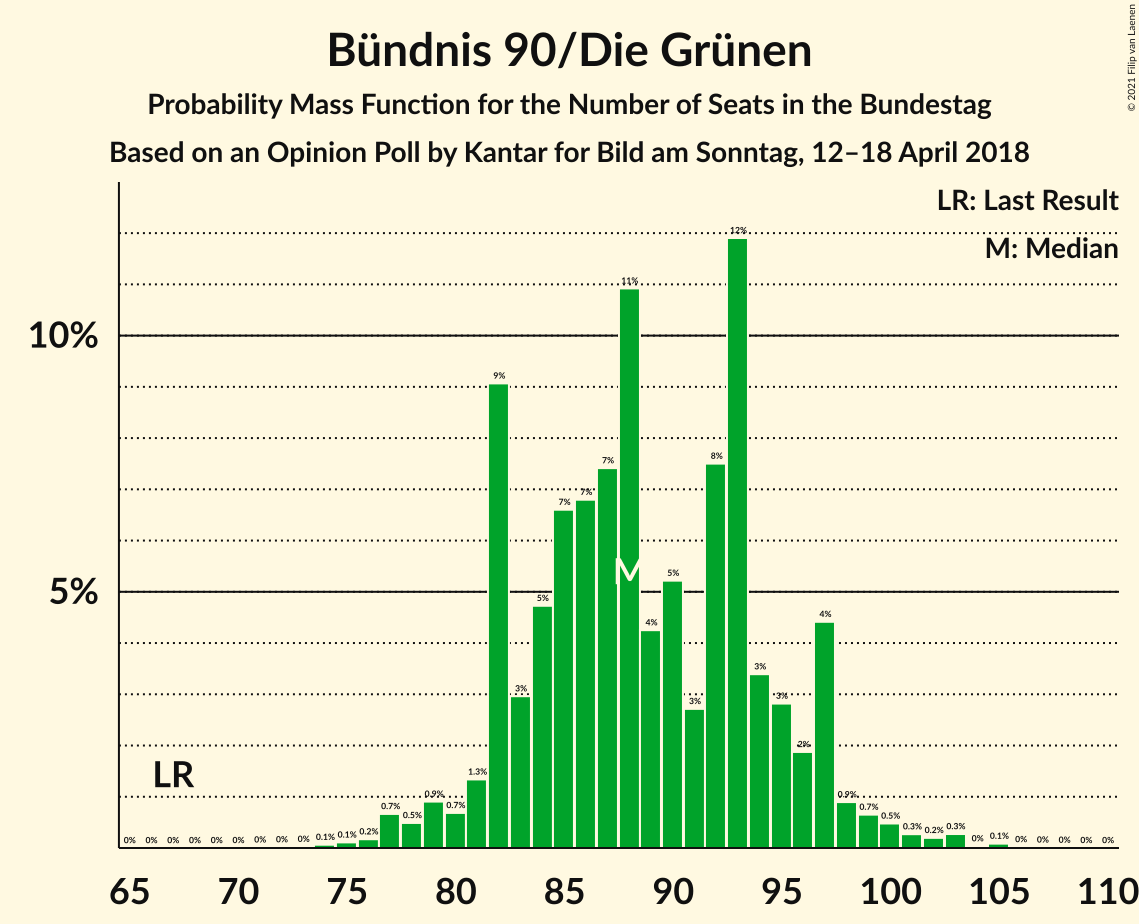 Bündnis 90/Die Grünen
Probability Mass Function for the Number of Seats in the Bundestag
Based on an Opinion Poll by Kantar for Bild am Sonntag, 12–18 April 2018
© 2021 Filip van Laenen
LR: Last Result
M: Median
10%
5%
LR
M
0% 0% 0% 0% 0% 0% 0% 0% 0% 0.1% 0.1% 0.2% 0.7% 0.5% 0.9% 0.7% 1.3% 9% 3% 5% 7% 7% 7% 11% 4% 5% 3% 8% 12% 3% 3% 2% 4% 0.9% 0.7% 0.5% 0.3% 0.2% 0.3% 0% 0.1% 0% 0% 0% 0% 0%
65 70 75 80 85 90 95 100 105 110